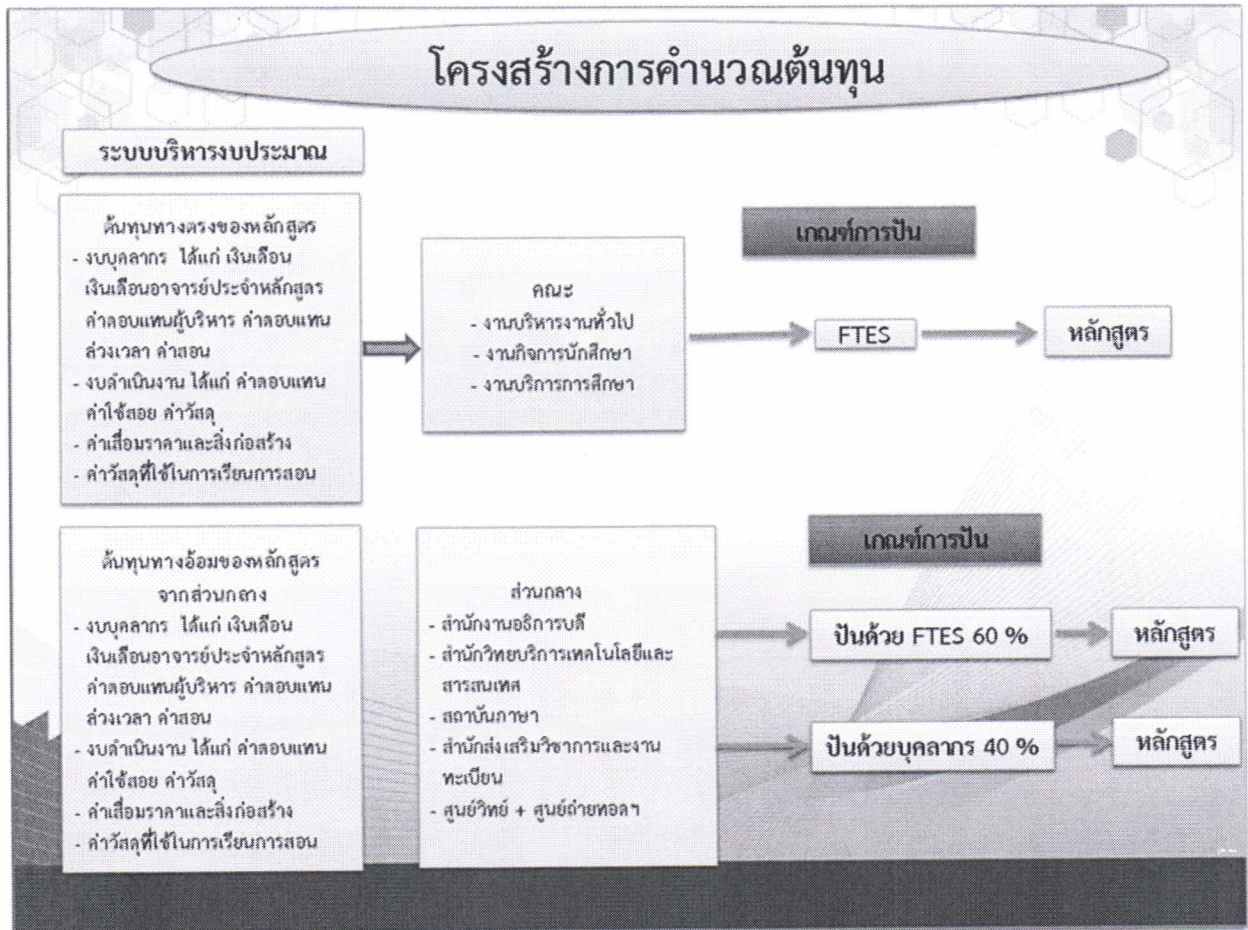 โครงสร้างการคำนวณต้นทุน
ระบบบริหารงบประมาณ
ต้นทุนทางตรงของหลักสูตร
- งบบุคลากร ได้แก่ เงินเดือน
เงินเดือนอาจารย์ประจำหลักสูตร
ค่าตอบแทนผู้บริหาร ค่าตอบแทน
ล่วงเวลา ค่าสอน
- งบดำเนินงาน ได้แก่ ค่าตอบแทน
ค่าใช้สอย ค่าวัสดุ
- ค่าเสื่อมราคาและสิ่งก่อสร้าง
- ค่าวัสดุที่ใช้ในการเรียนการสอน
คณะ
- งานบริหารงานทั่วไป
- งานกิจการนักศึกษา
- งานบริการการศึกษา
เกณฑ์การปัน
FTES
หลักสูตร
ต้นทุนทางอ้อมของหลักสูตร
จากส่วนกลาง
- งบบุคลากร ได้แก่ เงินเดือน
เงินเดือนอาจารย์ประจำหลักสูตร
ค่าตอบแทนผู้บริหาร ค่าตอบแทน
ล่วงเวลา ค่าสอน
- งบดำเนินงาน ได้แก่ ค่าตอบแทน
ค่าใช้สอย ค่าวัสดุ
- ค่าเสื่อมราคาและสิ่งก่อสร้าง
- ค่าวัสดุที่ใช้ในการเรียนการสอน
ส่วนกลาง
- สำนักงานอธิการบดี
- สำนักวิทยบริการเทคโนโลยีและ
สารสนเทศ
- สถาบันภาษา
- สำนักส่งเสริมวิชาการและงาน
ทะเบียน
- ศูนย์วิทย์ + ศูนย์ถ่ายทอดฯ
เกณฑ์การปัน
ปันด้วย FTES 60 %
หลักสูตร
ปันด้วยบุคลากร 40 %
หลักสูตร